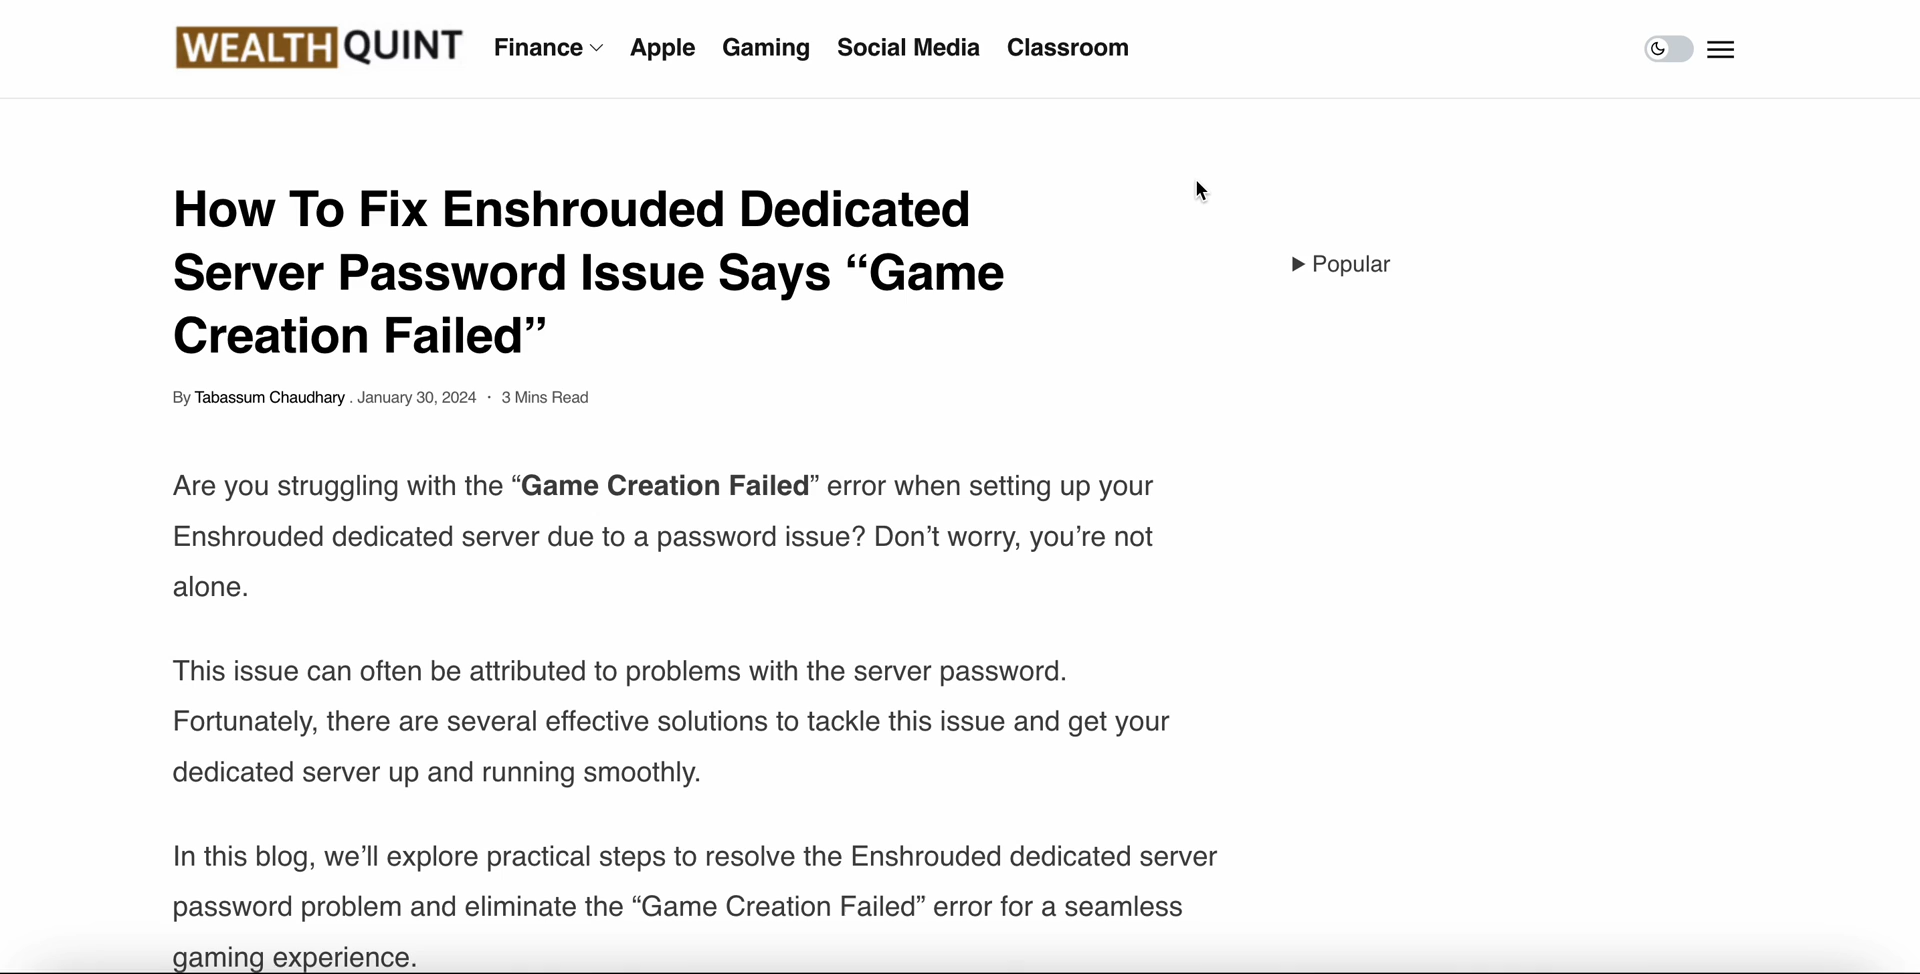 WEALTH QUINT Finance Apple Gaming Social Media Classroom
How To Fix Enshrouded Dedicated
Server Password Issue Says “Game
Creation Failed”
By Tabassum Chaudhary . January 30, 2024 · 3 Mins Read
Popular
Are you struggling with the “Game Creation Failed” error when setting up your
Enshrouded dedicated server due to a password issue? Don’t worry, you’re not
alone.
This issue can often be attributed to problems with the server password.
Fortunately, there are several effective solutions to tackle this issue and get your
dedicated server up and running smoothly.
In this blog, we’ll explore practical steps to resolve the Enshrouded dedicated server
password problem and eliminate the “Game Creation Failed” error for a seamless
gaming experience.